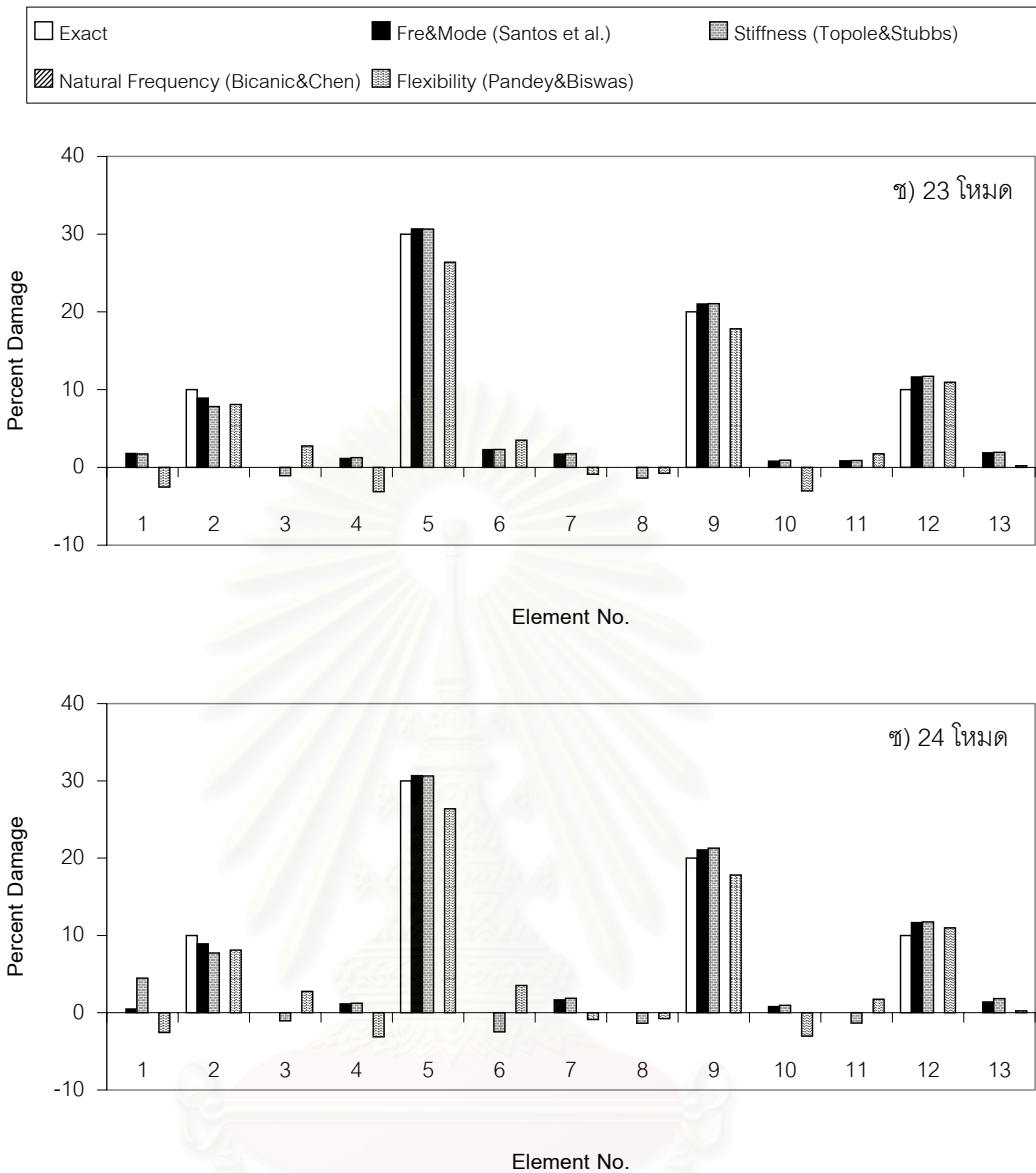 Exact Fre&Mode (Santos et al.) Stiffness (Topole&Stubbs)
Natural Frequency (Bicanic&Chen) Flexibility (Pandey&Biswas)
40
ช) 23 โหมด
30
20
10
0
-10
Percent Damage
1 2 3 4 5 6 7 8 9 10 11 12 13
Element No.
40
ซ) 24 โหมด
30
20
10
0
-10
Percent Damage
1 2 3 4 5 6 7 8 9 10 11 12 13
Element No.